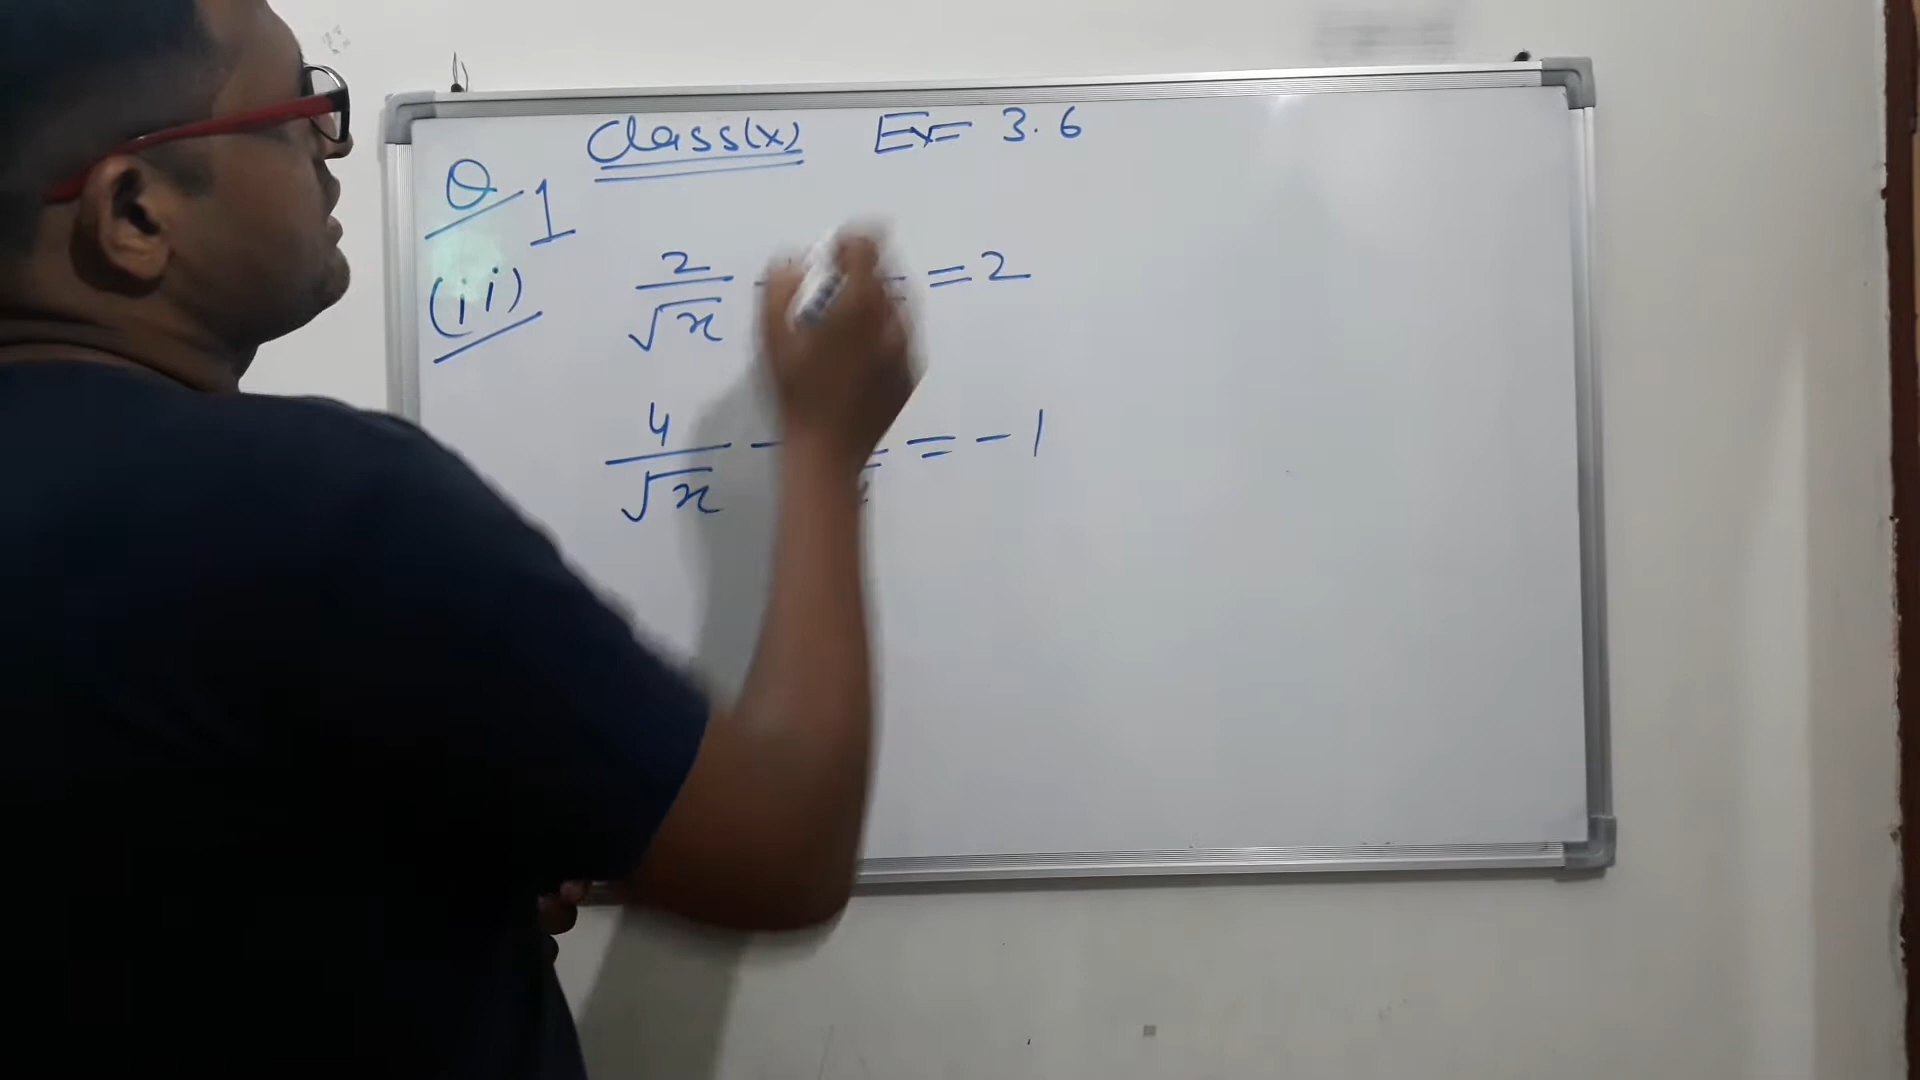 Class(x) Ex= 3.6
Q 1
(ii) 2/√x = 2
4/√x - = -1